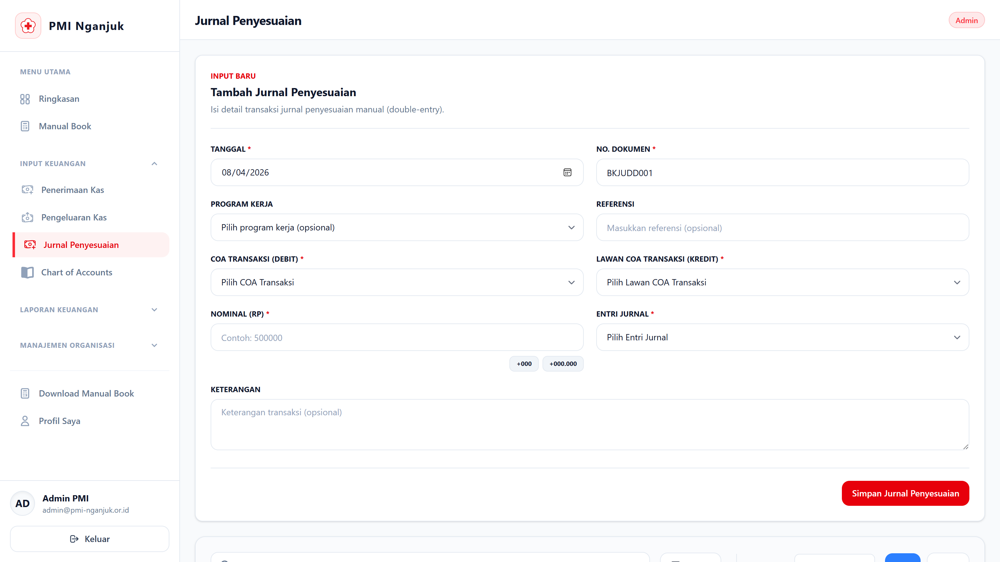 PMI Nganjuk
MENU UTAMA
Ringkasan
Manual Book
INPUT KEUANGAN
Penerimaan Kas
Pengeluaran Kas
Jurnal Penyesuaian
Chart of Accounts
LAPORAN KEUANGAN
MANAJEMEN ORGANISASI
Download Manual Book
Profil Saya
AD
Admin PMI
admin@pmi-nganjuk.or.id
Keluar
Jurnal Penyesuaian
Admin
INPUT BARU
Tambah Jurnal Penyesuaian
Isi detail transaksi jurnal penyesuaian manual (double-entry).
TANGGAL *
08/04/2026
NO. DOKUMEN *
BKJUDD001
PROGRAM KERJA
Pilih program kerja (opsional)
REFERENSI
Masukkan referensi (opsional)
COA TRANSAKSI (DEBIT) *
Pilih COA Transaksi
LAWAN COA TRANSAKSI (KREDIT) *
Pilih Lawan COA Transaksi
NOMINAL (RP) *
Contoh: 500000
+000
+000.000
ENTRI JURNAL *
Pilih Entri Jurnal
KETERANGAN
Keterangan transaksi (opsional)
Simpan Jurnal Penyesuaian